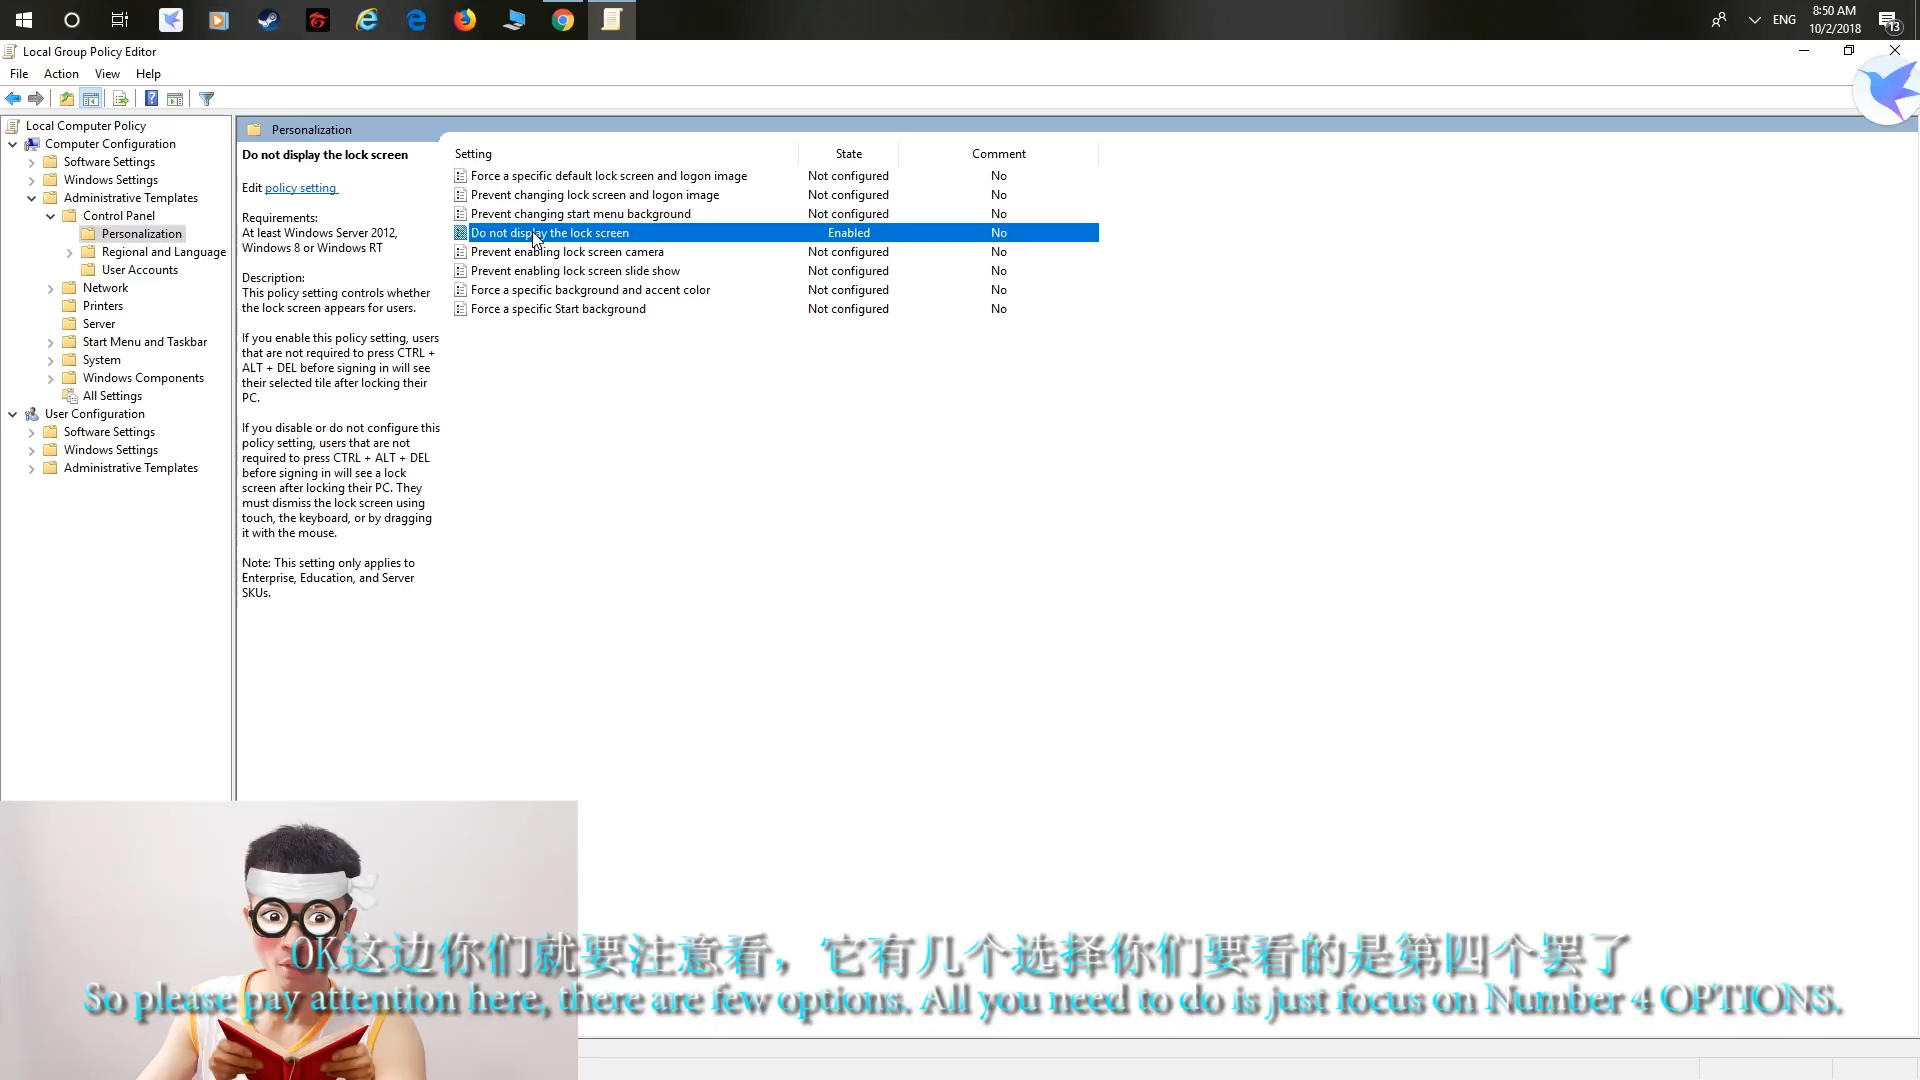 ENG
8:50 AM
10/2/2018
13
Local Group Policy Editor
File Action View Help
Local Computer Policy
Computer Configuration
Software Settings
Windows Settings
Administrative Templates
Control Panel
Personalization
Regional and Language
User Accounts
Network
Printers
Server
Start Menu and Taskbar
System
Windows Components
All Settings
User Configuration
Software Settings
Windows Settings
Administrative Templates
Personalization
Do not display the lock screen
Edit policy setting
Requirements:
At least Windows Server 2012,
Windows 8 or Windows RT
Description:
This policy setting controls whether
the lock screen appears for users.
If you enable this policy setting, users
that are not required to press CTRL +
ALT + DEL before signing in will see
their selected tile after locking their
PC.
If you disable or do not configure this
policy setting, users that are not
required to press CTRL + ALT + DEL
before signing in will see a lock
screen after locking their PC. They
must dismiss the lock screen using
touch, the keyboard, or by dragging
it with the mouse.
Note: This setting only applies to
Enterprise, Education, and Server
SKUs.
Setting State Comment
Force a specific default lock screen and logon image Not configured No
Prevent changing lock screen and logon image Not configured No
Prevent changing start menu background Not configured No
Do not display the lock screen Enabled No
Prevent enabling lock screen camera Not configured No
Prevent enabling lock screen slide show Not configured No
Force a specific background and accent color Not configured No
Force a specific Start background Not configured No
OK这边你们就要注意看，它有几个选择你们要看的是第四个罢了
So please pay attention here, there are few options. All you need to do is just focus on Number 4 OPTIONS.